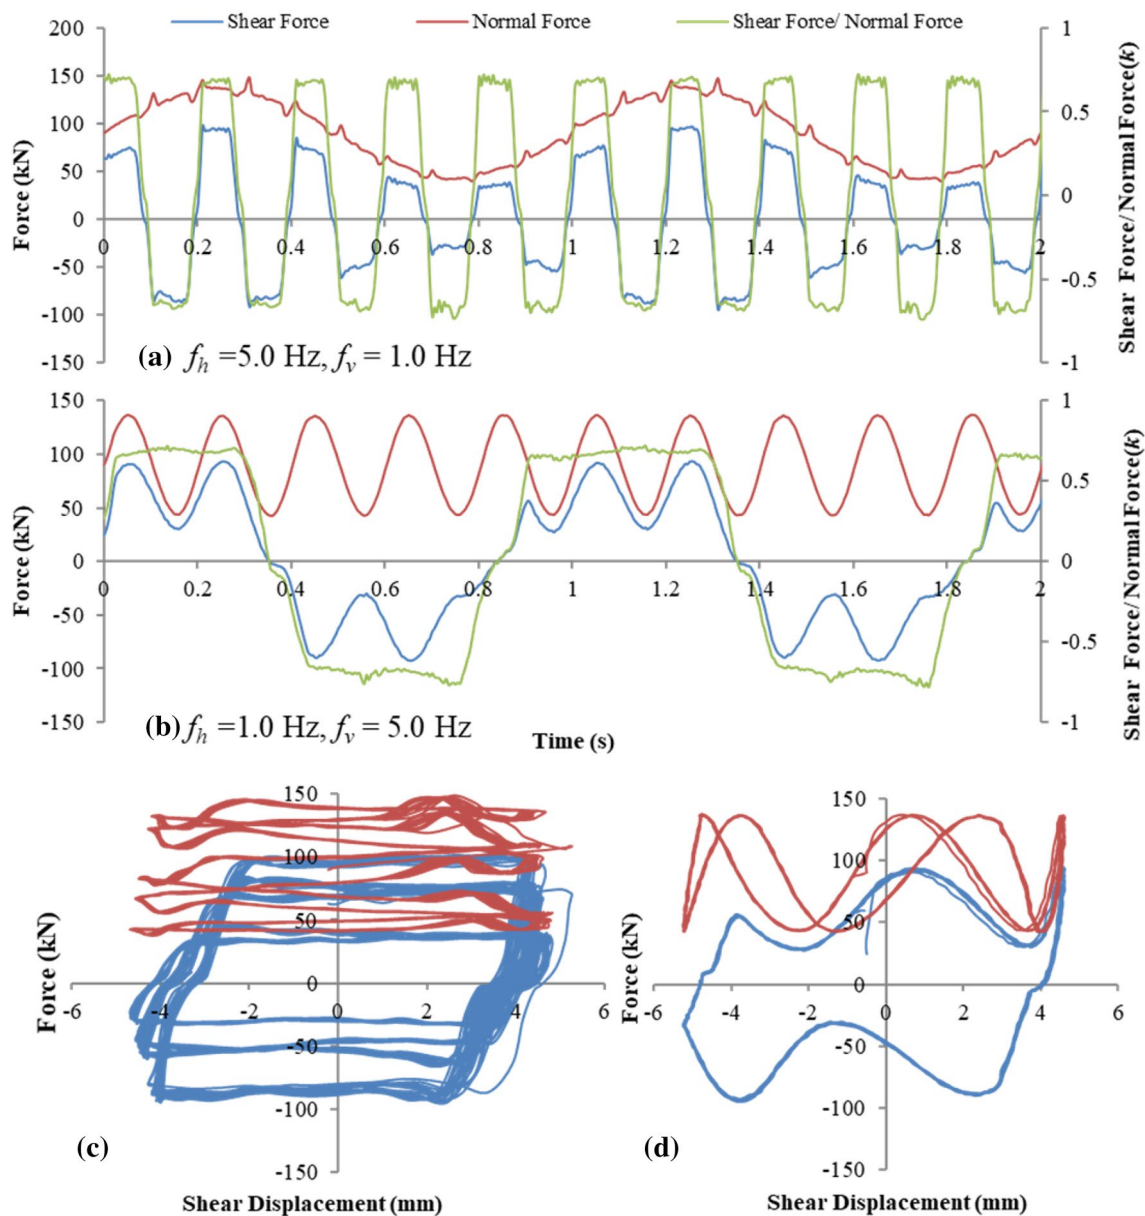 Shear Force Normal Force Shear Force/ Normal Force
200
150
100
50
0
-50
-100
-150
Force (kN)
0 0.2 0.4 0.6 0.8 1 1.2 1.4 1.6 1.8 2
1
0.5
0
-0.5
-1
Shear Force/ Normal Force(k)
(a) fh =5.0 Hz, fv = 1.0 Hz
150
100
50
0
-50
-100
-150
Force (kN)
0 0.2 0.4 0.6 0.8 1 1.2 1.4 1.6 1.8 2
1
0.5
0
-0.5
-1
Shear Force/ Normal Force(k)
(b) fh =1.0 Hz, fv = 5.0 Hz
Time (s)
150
100
50
0
-50
-100
-150
Force (kN)
-6 -4 -2 0 2 4 6
(c)
Shear Displacement (mm)
150
100
50
0
-50
-100
-150
Force (kN)
-6 -4 -2 0 2 4 6
(d)
Shear Displacement (mm)